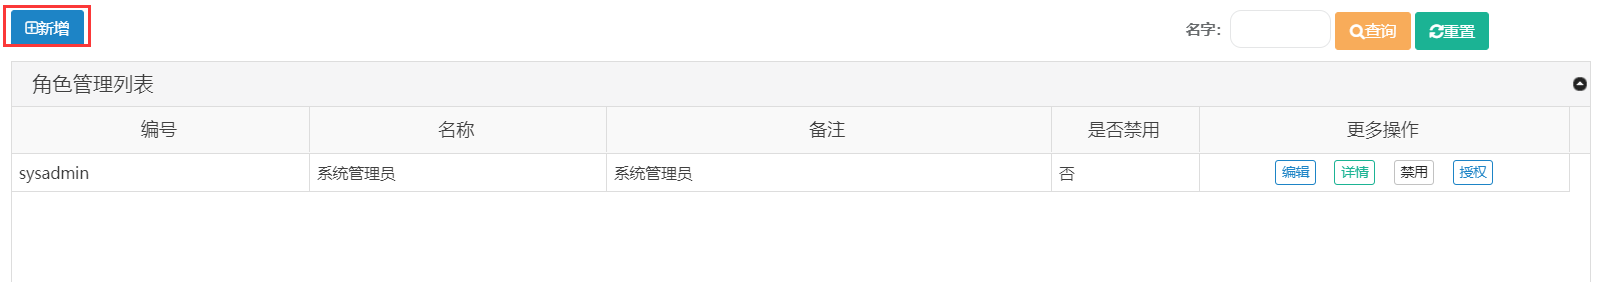 新增 名字: 查询 重置
角色管理列表
编号 名称 备注 是否禁用 更多操作
sysadmin 系统管理员 系统管理员 否 编辑 详情 禁用 授权